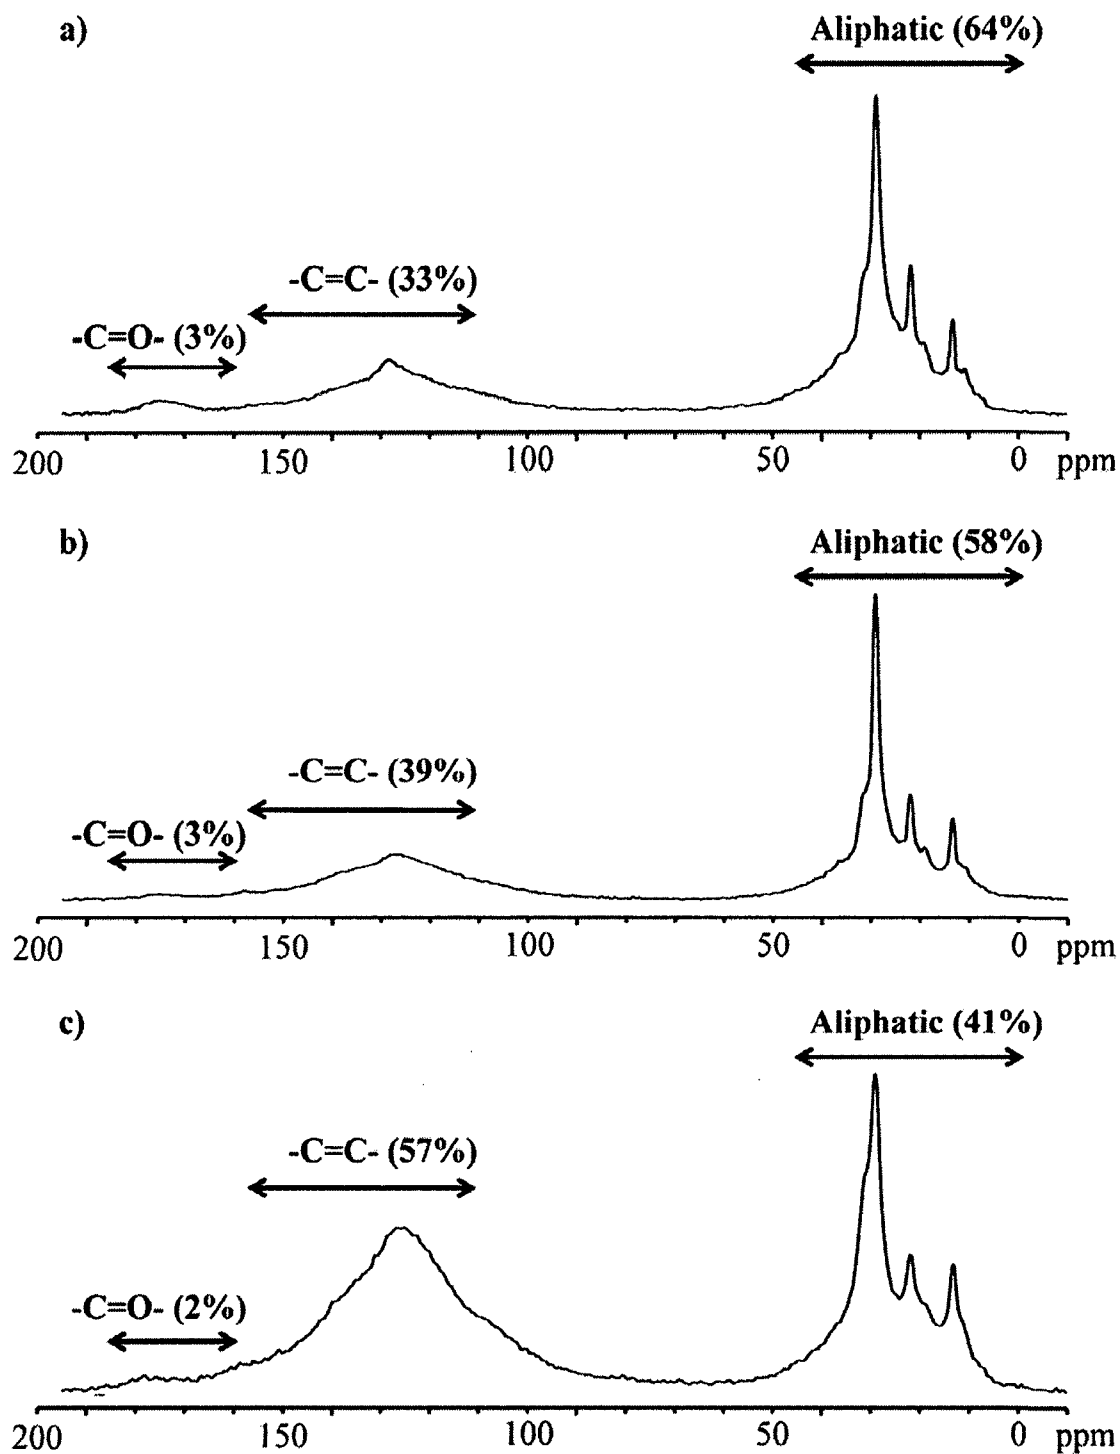 a)
Aliphatic (64%)
-C=C- (33%)
-C=O- (3%)
200 150 100 50 0 ppm
b)
Aliphatic (58%)
-C=C- (39%)
-C=O- (3%)
200 150 100 50 0 ppm
c)
Aliphatic (41%)
-C=C- (57%)
-C=O- (2%)
200 150 100 50 0 ppm